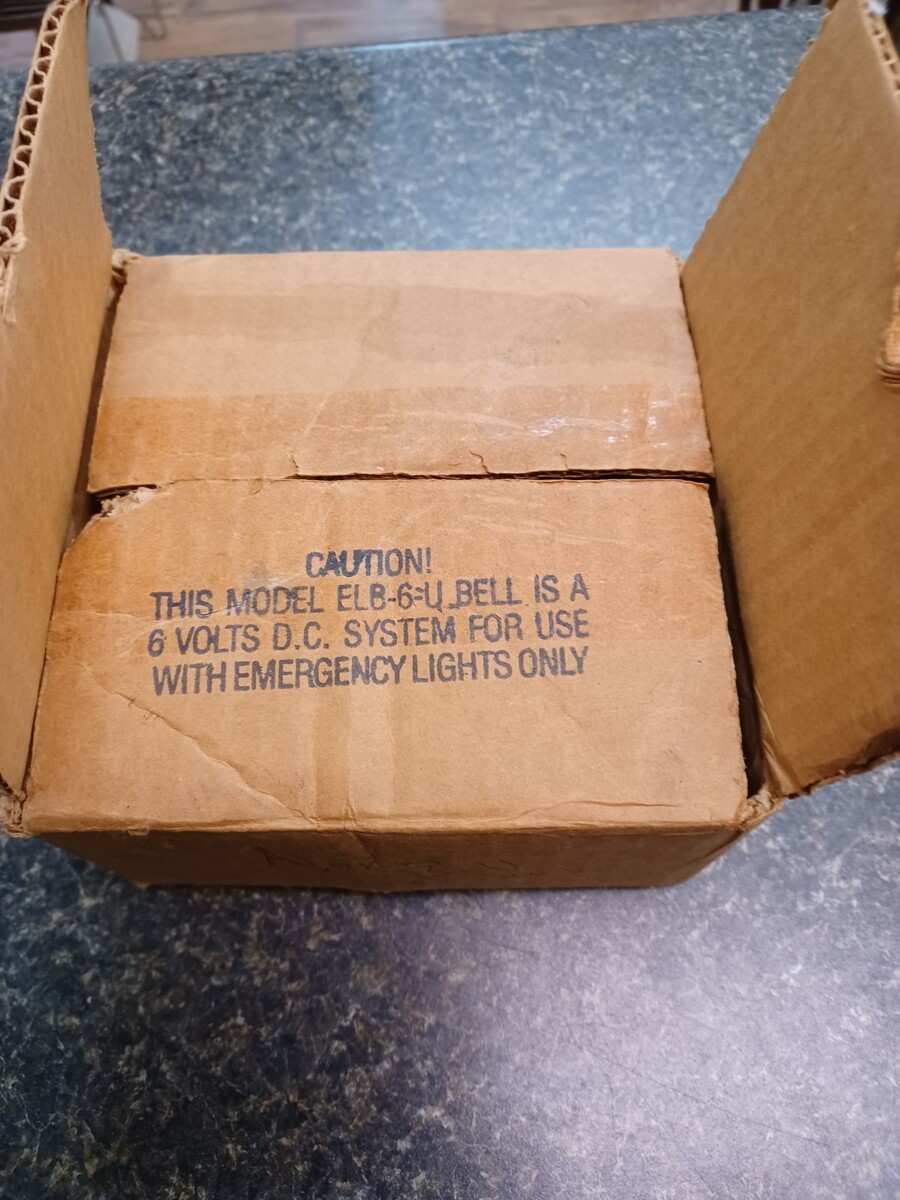 CAUTION!
THIS MODEL ELB-6-U BELL IS A
6 VOLTS D.C. SYSTEM FOR USE
WITH EMERGENCY LIGHTS ONLY